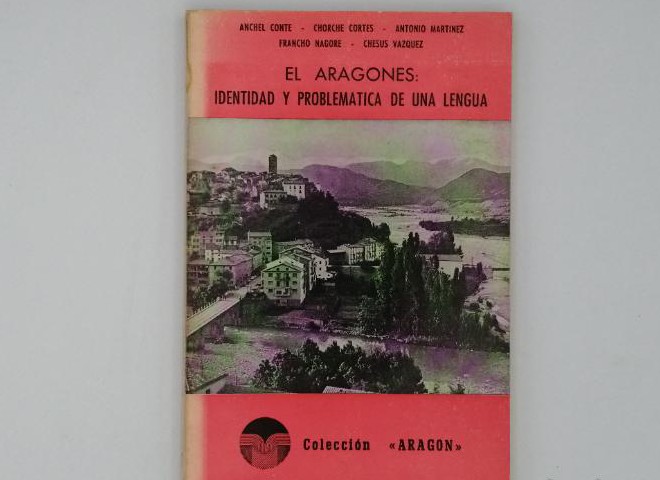 ANCHEL CONTE - CHORCHE CORTES - ANTONIO MARTINEZ
FRANCHO NAGORE - CHESUS VAZQUEZ
EL ARAGONES:
IDENTIDAD Y PROBLEMATICA DE UNA LENGUA
Colección «ARAGON»